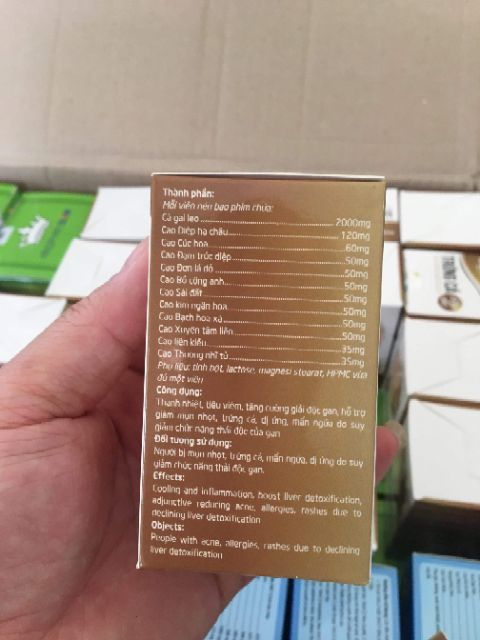 Thành phần:
Mỗi viên nén bao phim chứa:
Cà gai leo 2000mg
Cao Diệp hạ châu 120mg
Cao Cúc hoa 60mg
Cao Đạm trúc diệp 50mg
Cao Đơn lá đỏ 50mg
Cao Bồ công anh 50mg
Cao Sài đất 50mg
Cao kim ngân hoa 50mg
Cao Bạch hoa xà 50mg
Cao Xuyên tâm liên 50mg
Cao liên kiều 35mg
Cao Thương nhĩ tử 35mg
Phụ liệu: tinh bột, lactose, magnesi stearat, HPMC vừa
đủ một viên
Công dụng:
Thanh nhiệt, tiêu viêm, tăng cường giải độc gan, hỗ trợ
giảm mụn nhọt, trứng cá, dị ứng, mẩn ngứa do suy
giảm chức năng thải độc của gan
Đối tượng sử dụng:
Người bị mụn nhọt, trứng cá, mẩn ngứa, dị ứng do suy
giảm chức năng thải độc gan.
Effects:
Cooling and inflammation, boost liver detoxification,
adjunctive reducing acne, allergies, rashes due to
declining liver detoxification
Objects:
People with acne, allergies, rashes due to declining
liver detoxification
TRỨNG CÁ